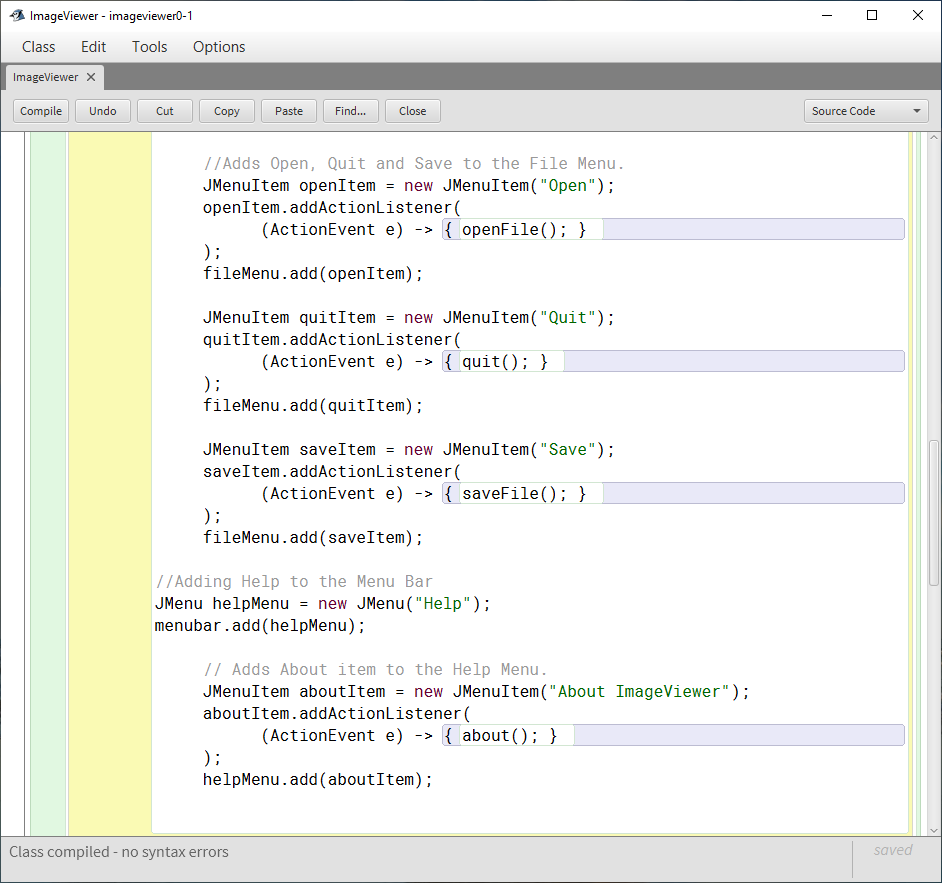 ImageViewer - imageviewer0-1
Class Edit Tools Options
ImageViewer
Compile Undo Cut Copy Paste Find... Close Source Code
//Adds Open, Quit and Save to the File Menu.
JMenuItem openItem = new JMenuItem("Open");
openItem.addActionListener(
(ActionEvent e) -> { openFile(); }
);
fileMenu.add(openItem);
JMenuItem quitItem = new JMenuItem("Quit");
quitItem.addActionListener(
(ActionEvent e) -> { quit(); }
);
fileMenu.add(quitItem);
JMenuItem saveItem = new JMenuItem("Save");
saveItem.addActionListener(
(ActionEvent e) -> { saveFile(); }
);
fileMenu.add(saveItem);
//Adding Help to the Menu Bar
JMenu helpMenu = new JMenu("Help");
menubar.add(helpMenu);
// Adds About item to the Help Menu.
JMenuItem aboutItem = new JMenuItem("About ImageViewer");
aboutItem.addActionListener(
(ActionEvent e) -> { about(); }
);
helpMenu.add(aboutItem);
Class compiled - no syntax errors
saved